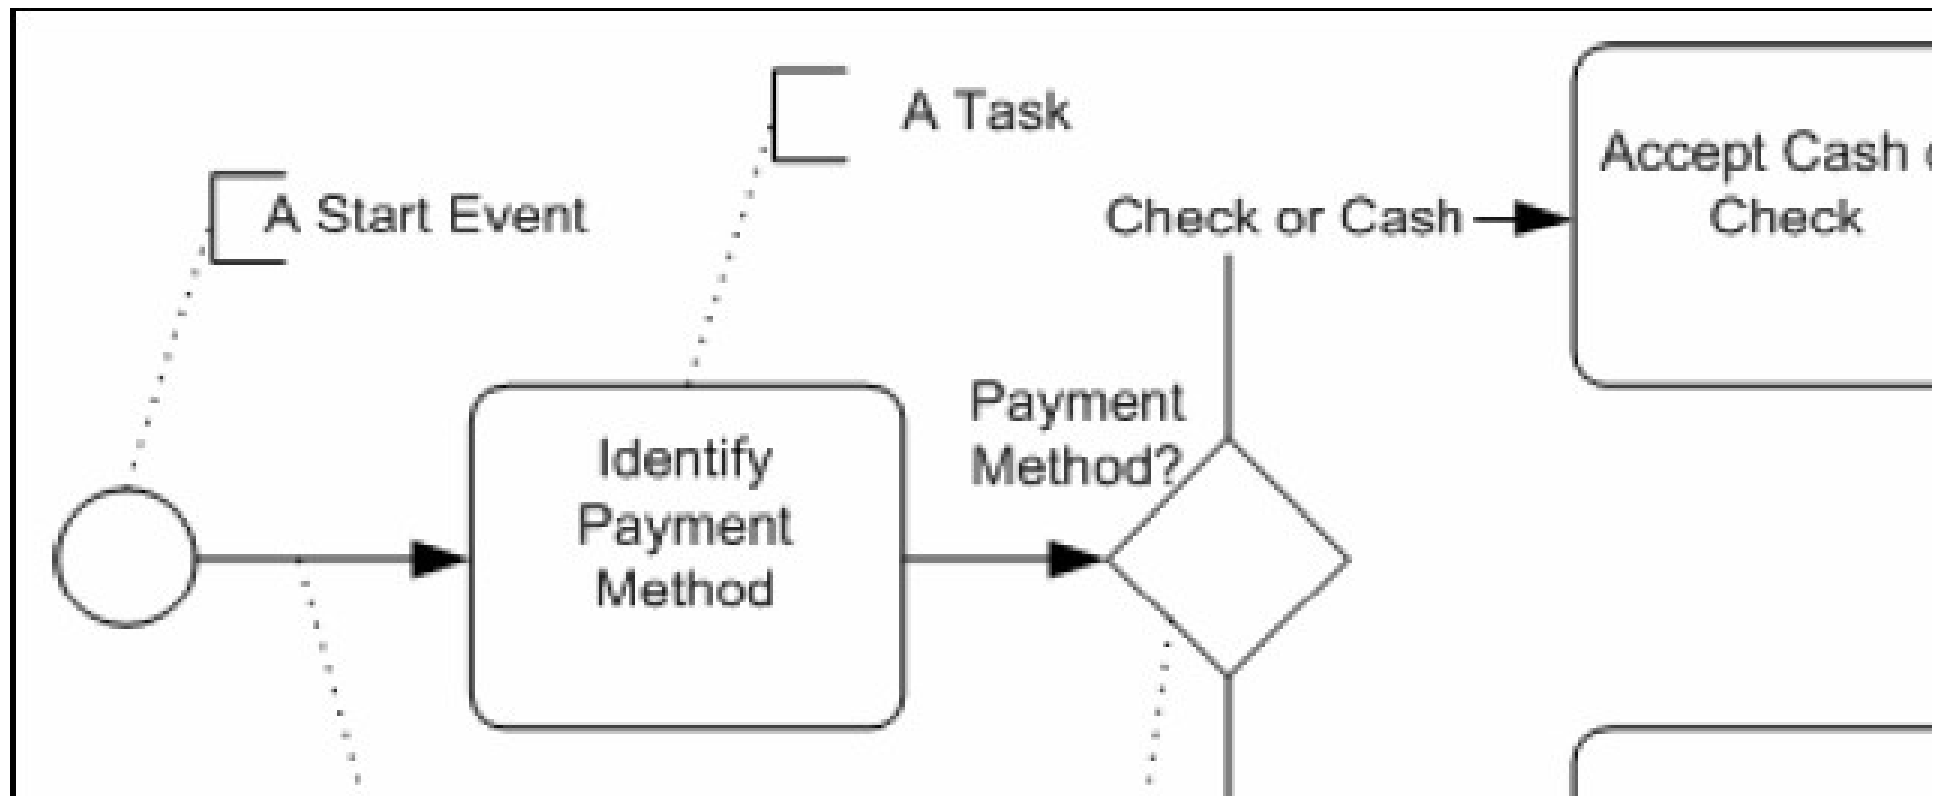 A Task
A Start Event
Check or Cash
Accept Cash
Check
Payment
Method?
Identify
Payment
Method